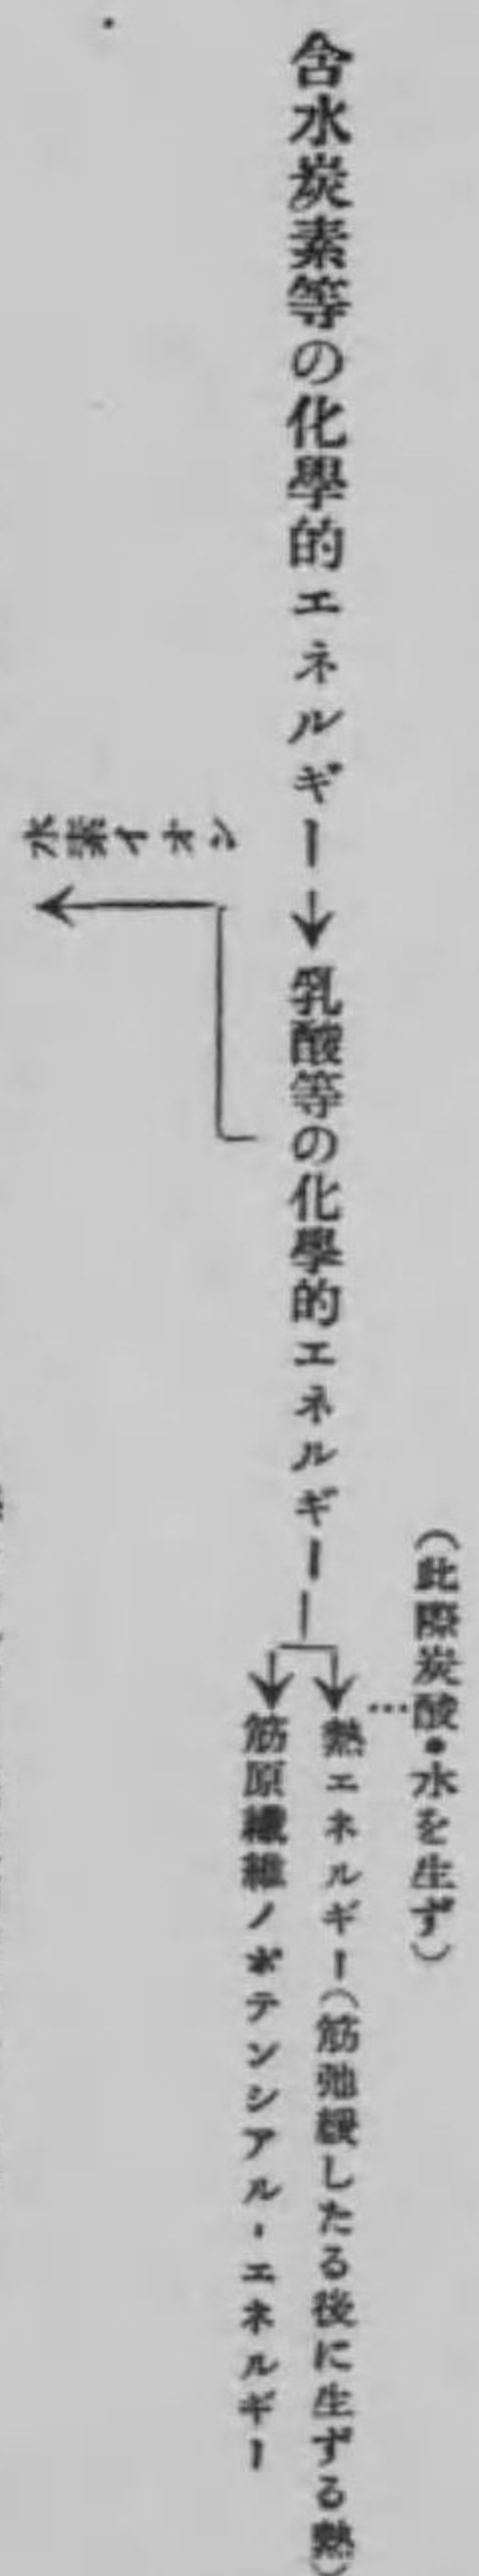 (此際炭酸・水を生ず)
含水炭素等の化學的エネルギー→乳酸等の化學的エネルギー
熱エネルギー(筋弛緩したる後に生ずる熱)
筋原纖維ノポテンシアル-エネルギー
水素イオン